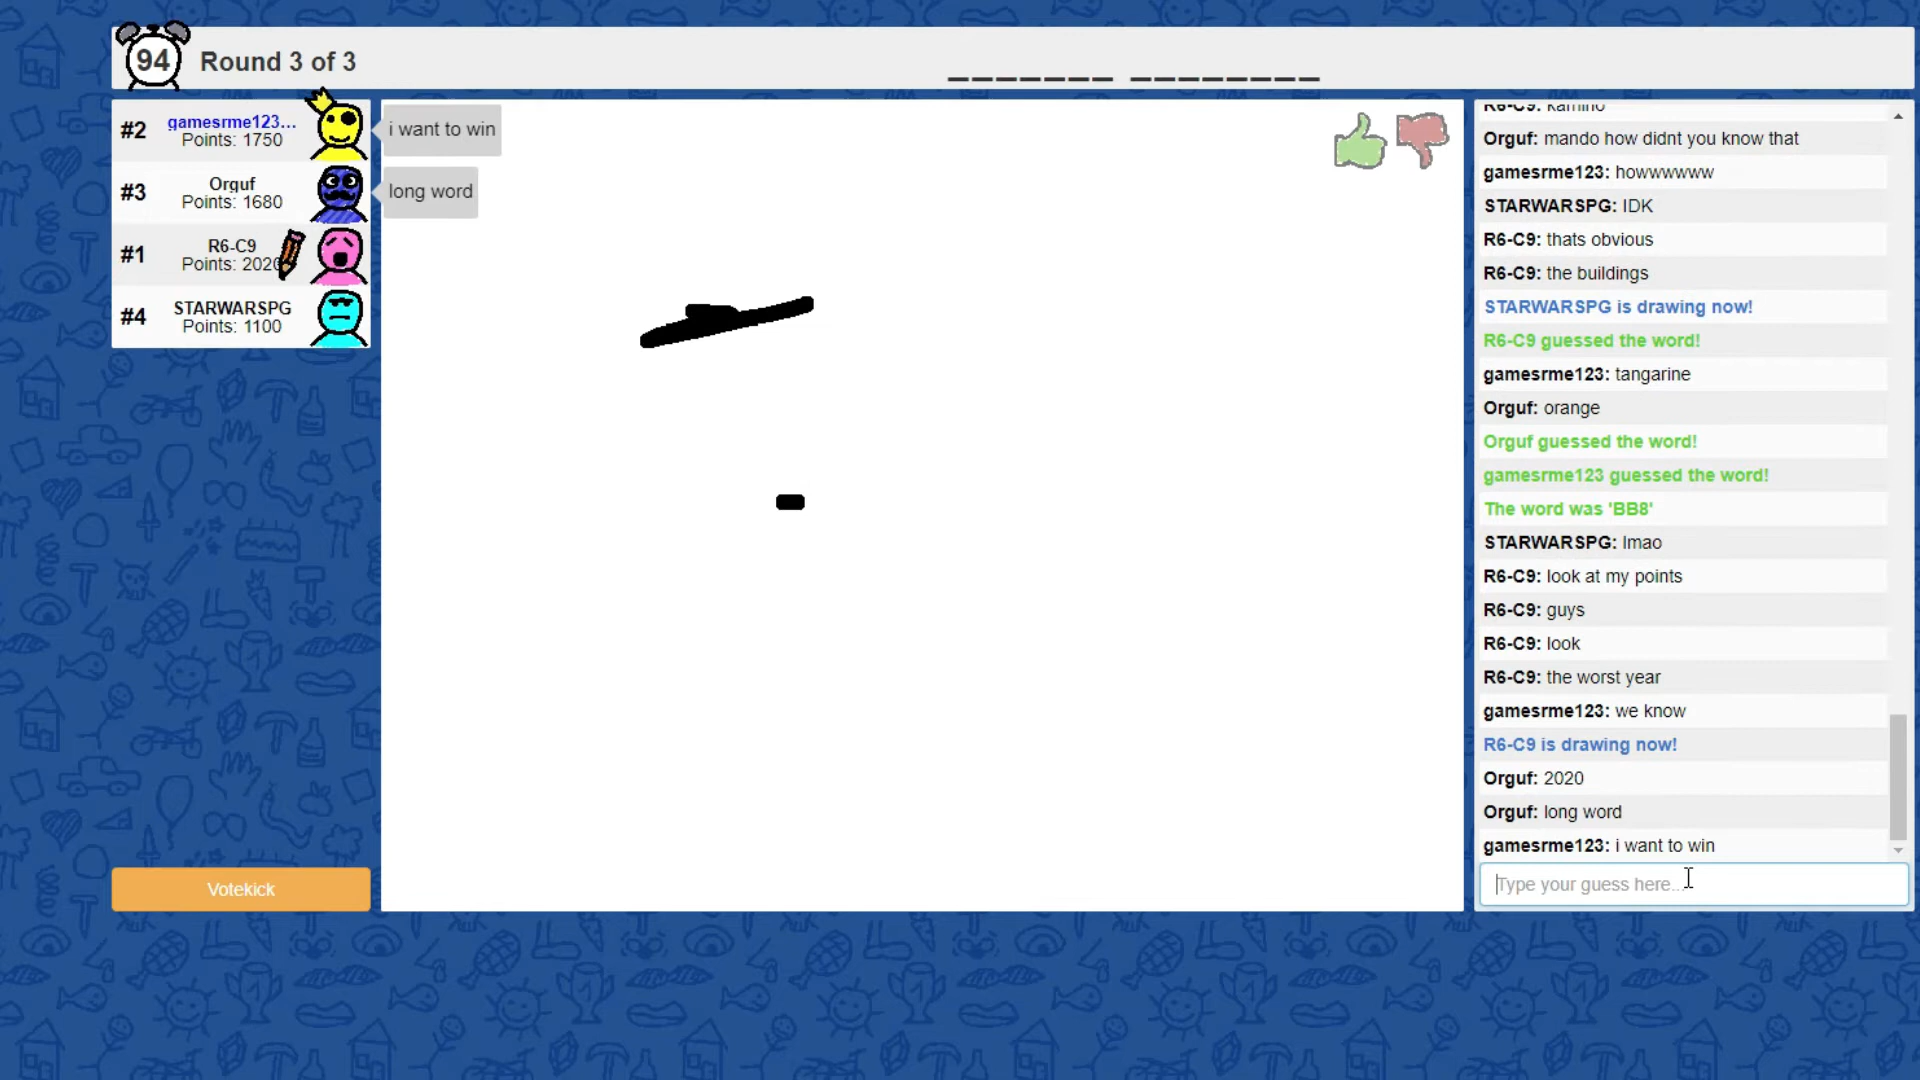 94
Round 3 of 3
_______ ________
#2
gamesrme123...
Points: 1750
i want to win
#3
Orguf
Points: 1680
long word
#1
R6-C9
Points: 2020
#4
STARWARSPG
Points: 1100
Votekick
R6-C9: kamino
Orguf: mando how didnt you know that
gamesrme123: howwwwww
STARWARSPG: IDK
R6-C9: thats obvious
R6-C9: the buildings
STARWARSPG is drawing now!
R6-C9 guessed the word!
gamesrme123: tangarine
Orguf: orange
Orguf guessed the word!
gamesrme123 guessed the word!
The word was 'BB8'
STARWARSPG: lmao
R6-C9: look at my points
R6-C9: guys
R6-C9: look
R6-C9: the worst year
gamesrme123: we know
R6-C9 is drawing now!
Orguf: 2020
Orguf: long word
gamesrme123: i want to win
Type your guess here...